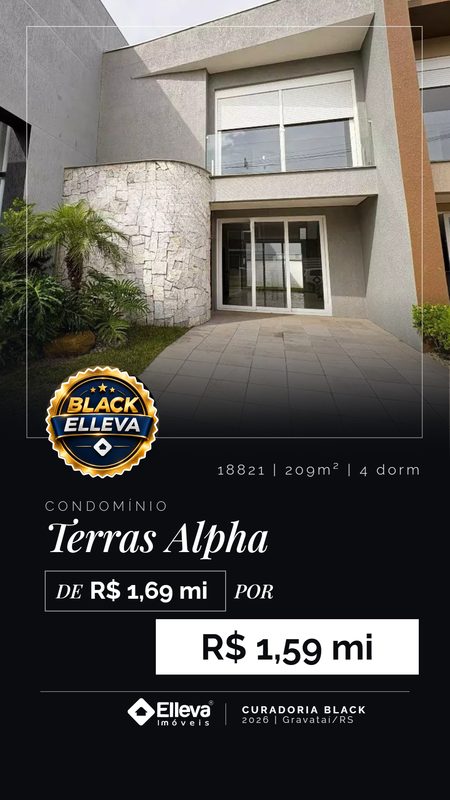 BLACK
ELLEVA
18821 | 209m² | 4 dorm
CONDOMÍNIO
Terras Alpha
DE R$ 1,69 mi POR
R$ 1,59 mi
Elleva®
Imóveis
CURADORIA BLACK
2026 | Gravataí/RS